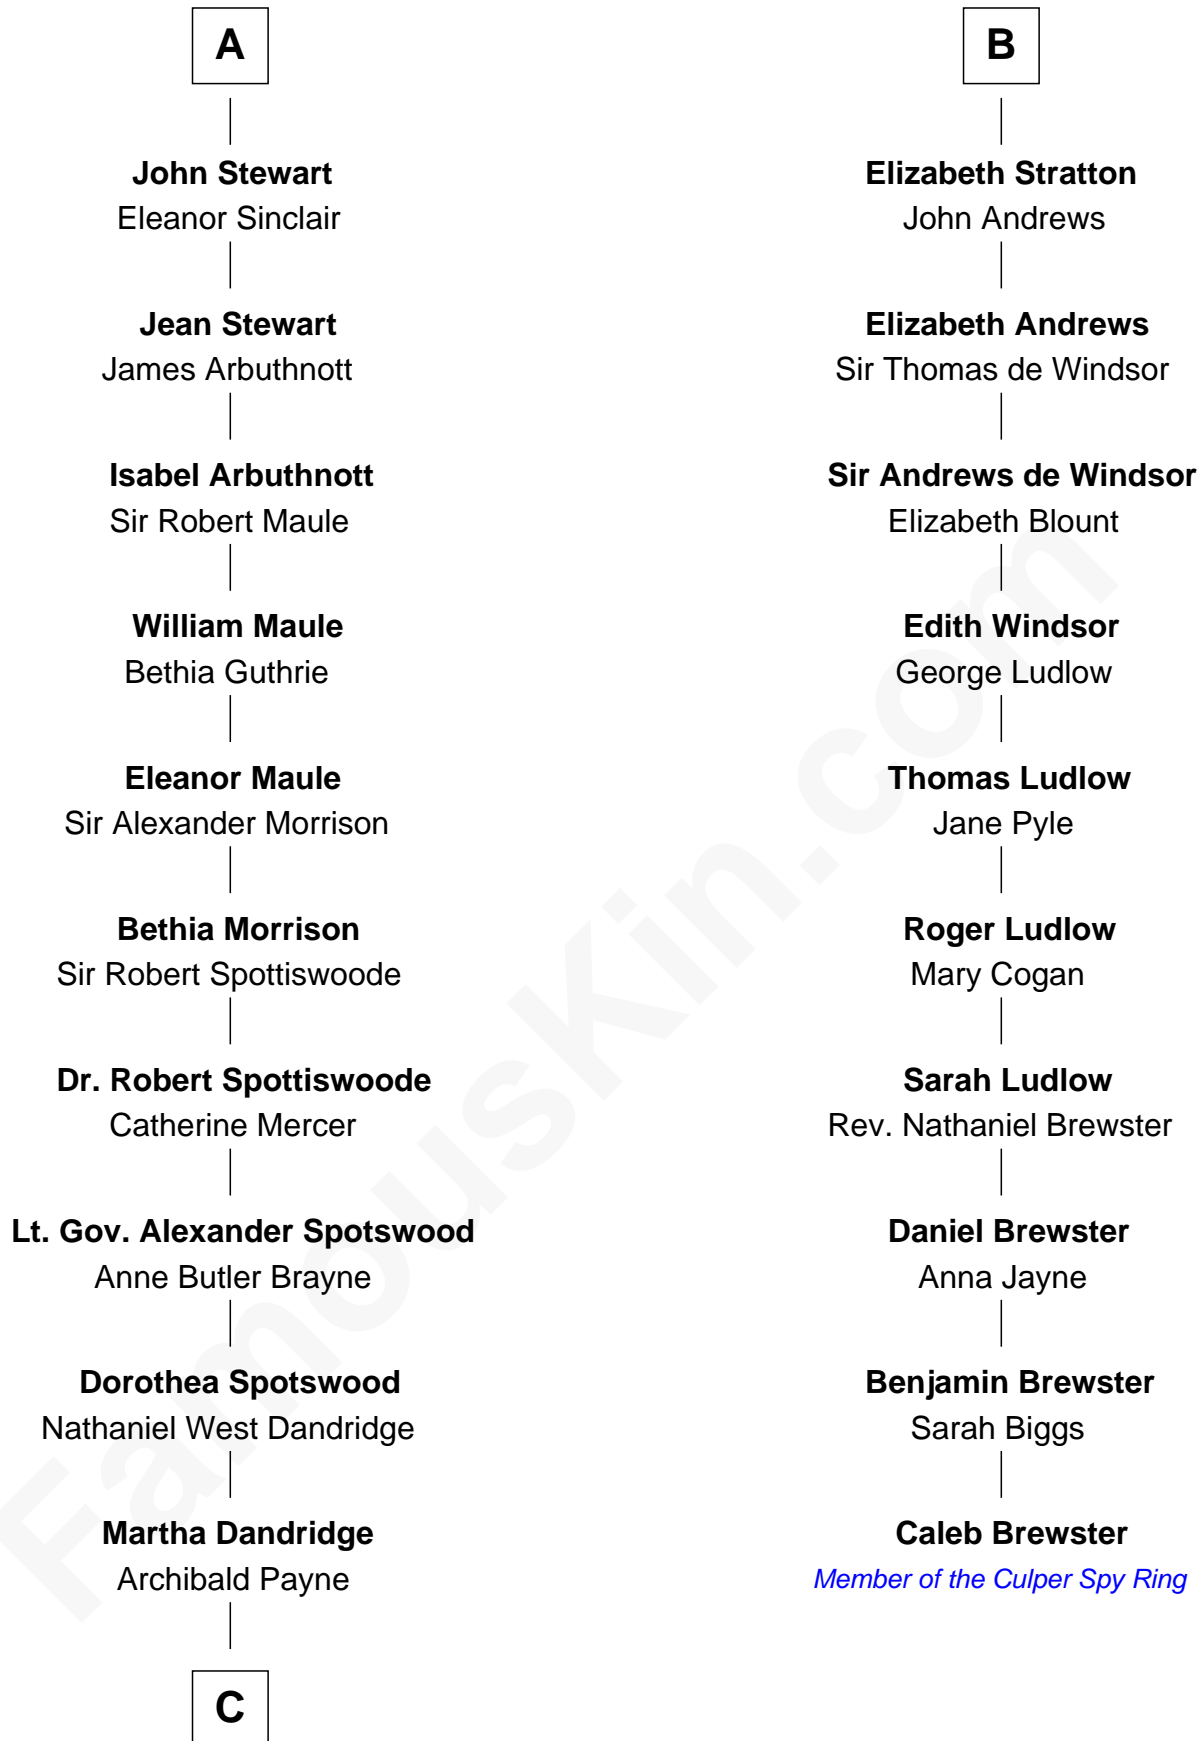 A
John Stewart
Eleanor Sinclair
Jean Stewart
James Arbuthnott
Isabel Arbuthnott
Sir Robert Maule
William Maule
Bethia Guthrie
Eleanor Maule
Sir Alexander Morrison
Bethia Morrison
Sir Robert Spottiswoode
Dr. Robert Spottiswoode
Catherine Mercer
Lt. Gov. Alexander Spotswood
Anne Butler Brayne
Dorothea Spotswood
Nathaniel West Dandridge
Martha Dandridge
Archibald Payne
C
B
Elizabeth Stratton
John Andrews
Elizabeth Andrews
Sir Thomas de Windsor
Sir Andrews de Windsor
Elizabeth Blount
Edith Windsor
George Ludlow
Thomas Ludlow
Jane Pyle
Roger Ludlow
Mary Cogan
Sarah Ludlow
Rev. Nathaniel Brewster
Daniel Brewster
Anna Jayne
Benjamin Brewster
Sarah Biggs
Caleb Brewster
Member of the Culper Spy Ring
FamousKin.com